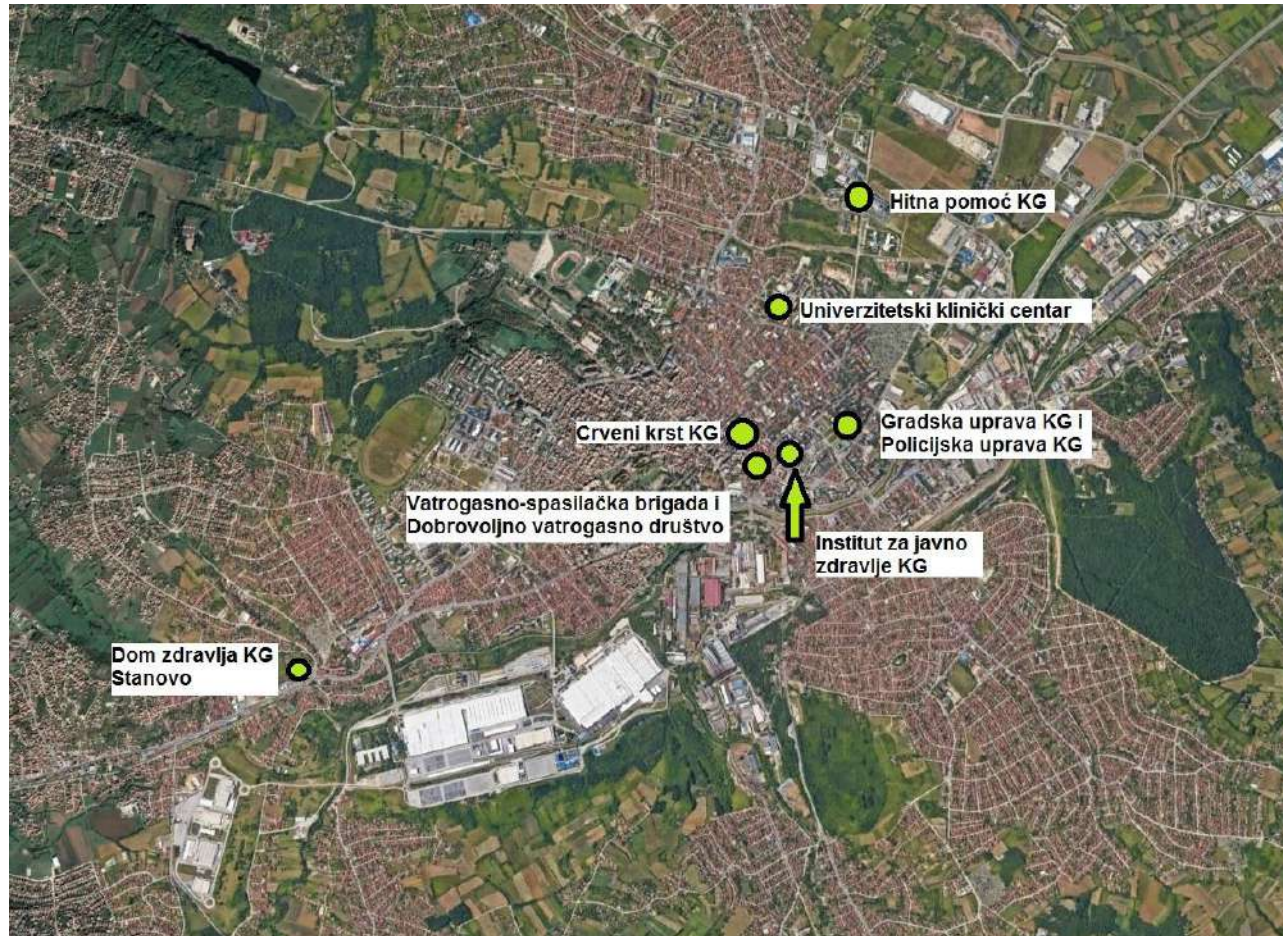 Hitna pomoć KG
Univerzitetski klinički centar
Gradska uprava KG i
Policijska uprava KG
Crveni krst KG
Vatrogasno-spasilačka brigada i
Dobrovoljno vatrogasno društvo
Institut za javno
zdravlje KG
Dom zdravlja KG
Stanovo